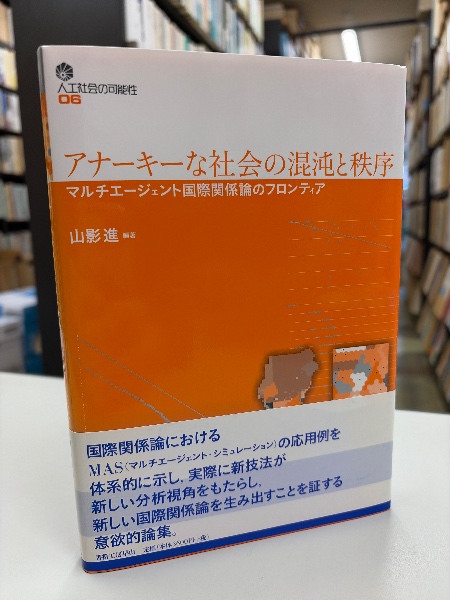 人工社会の可能性
06
アナーキーな社会の混沌と秩序
マルチエージェント国際関係論のフロンティア
山影進 編著
国際関係論における
MAS(マルチエージェント・シミュレーション)の応用例を
体系的に示し、実際に新技法が
新しい分析視角をもたらし、
新しい国際関係論を生み出すことを証する
意欲的論集。